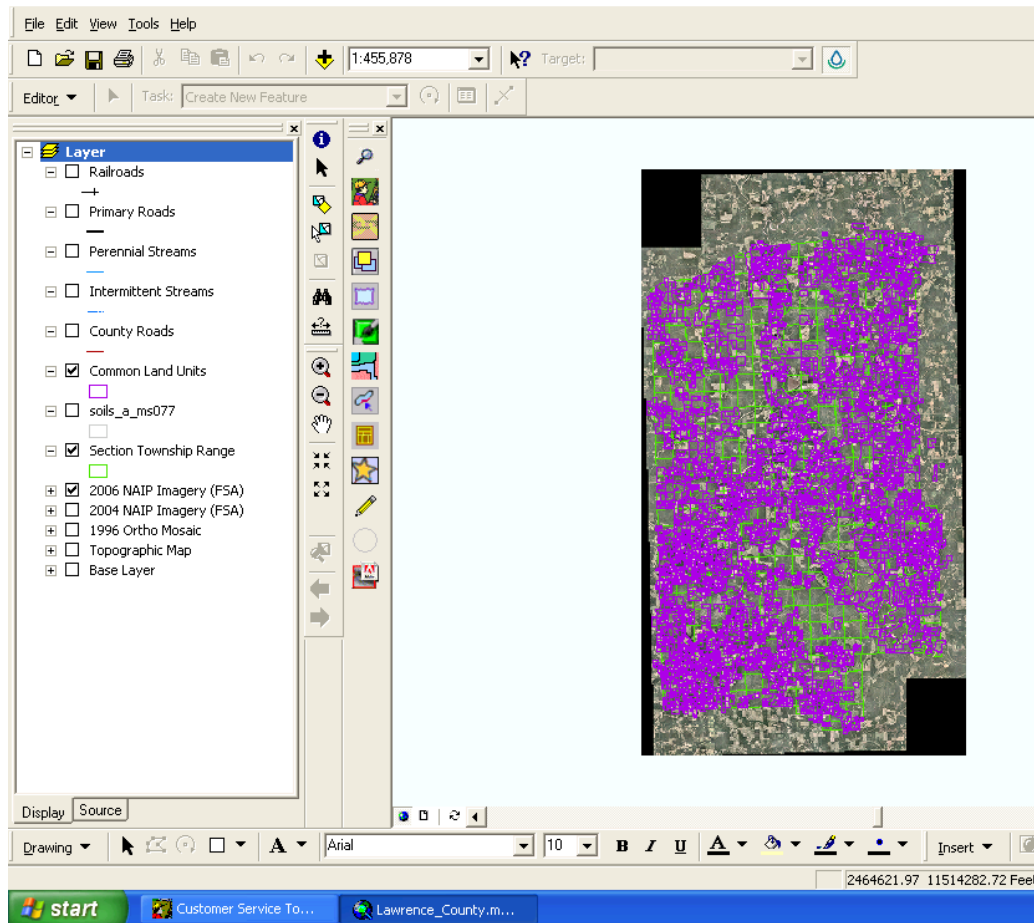 File Edit View Tools Help
1:455,878 Target:
Editor Task: Create New Feature
Layer
Railroads
Primary Roads
Perennial Streams
Intermittent Streams
County Roads
Common Land Units
soils_a_ms077
Section Township Range
2006 NAIP Imagery (FSA)
2004 NAIP Imagery (FSA)
1996 Ortho Mosaic
Topographic Map
Base Layer
Display Source
Drawing A Arial 10 B I U A Insert
2464621.97 11514282.72 Feet
start Customer Service To... Lawrence_County.m...